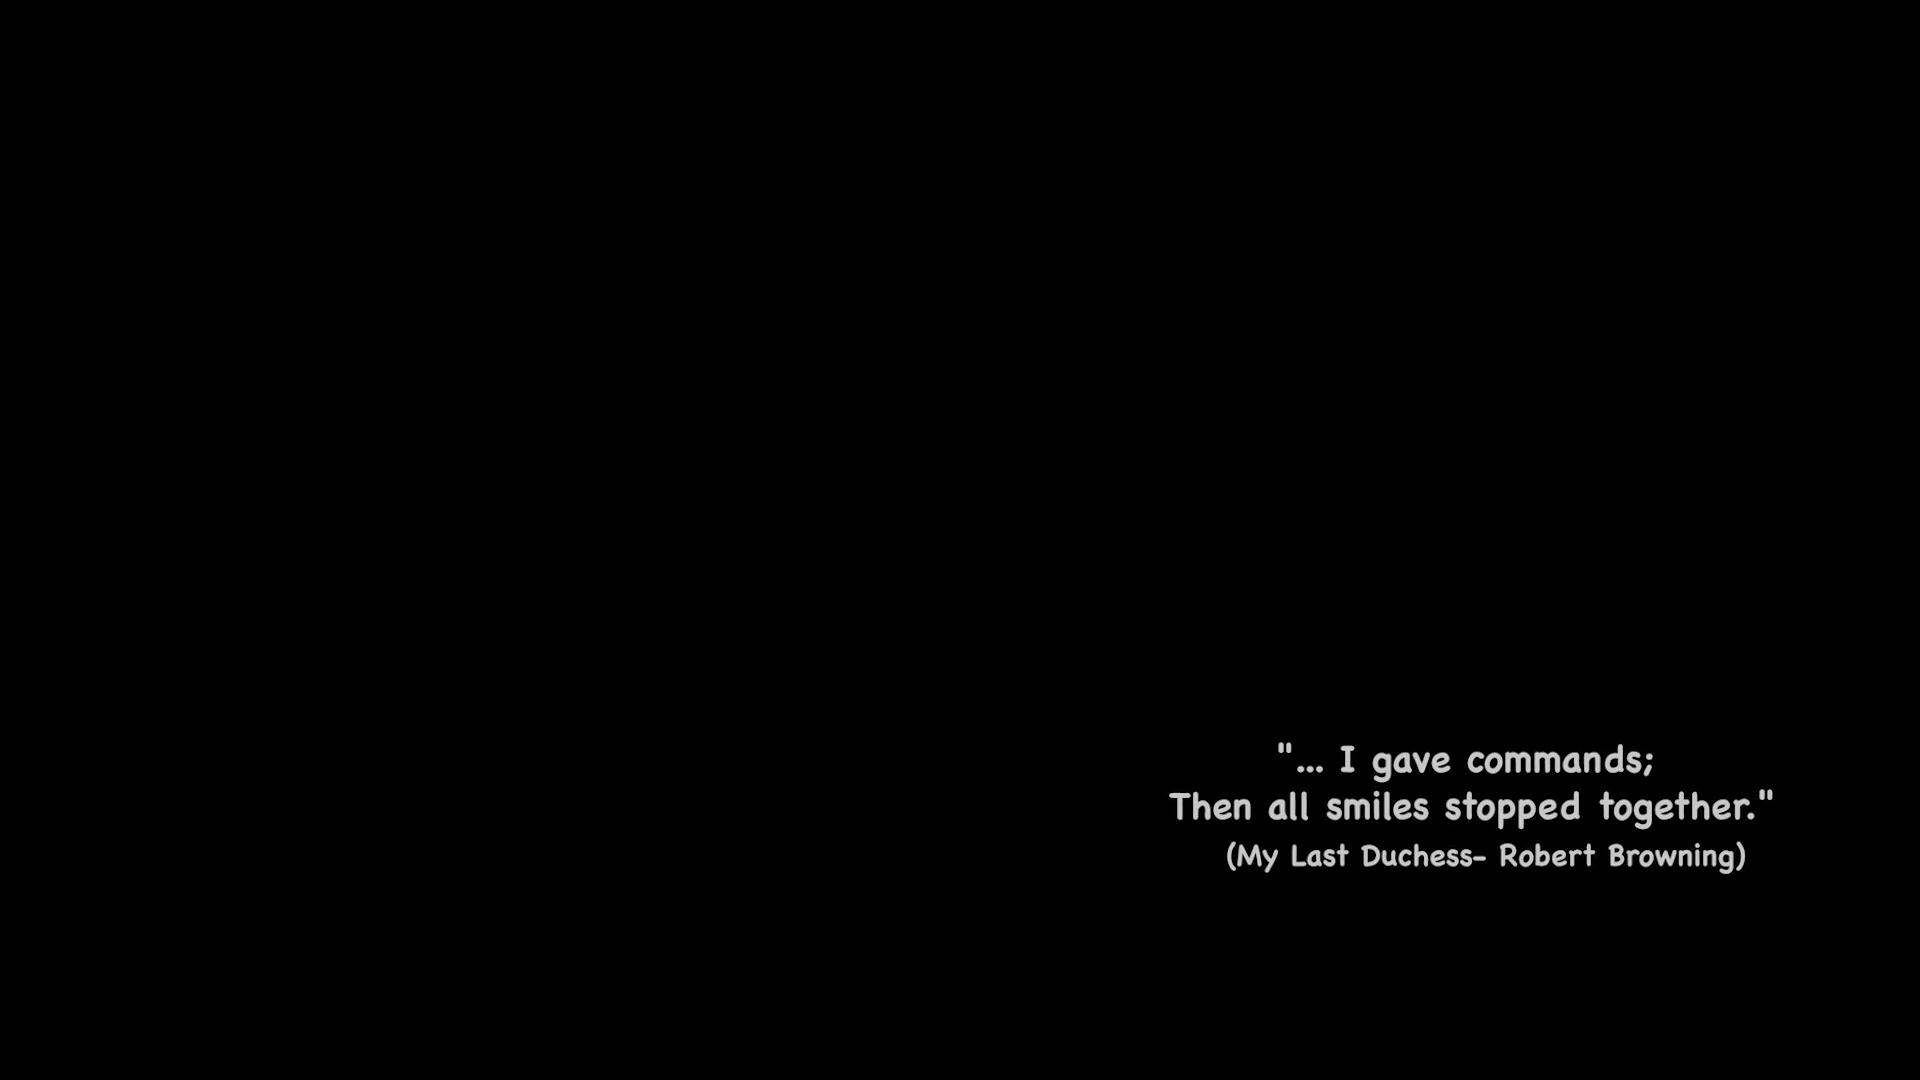 "... I gave commands;
Then all smiles stopped together."
(My Last Duchess- Robert Browning)